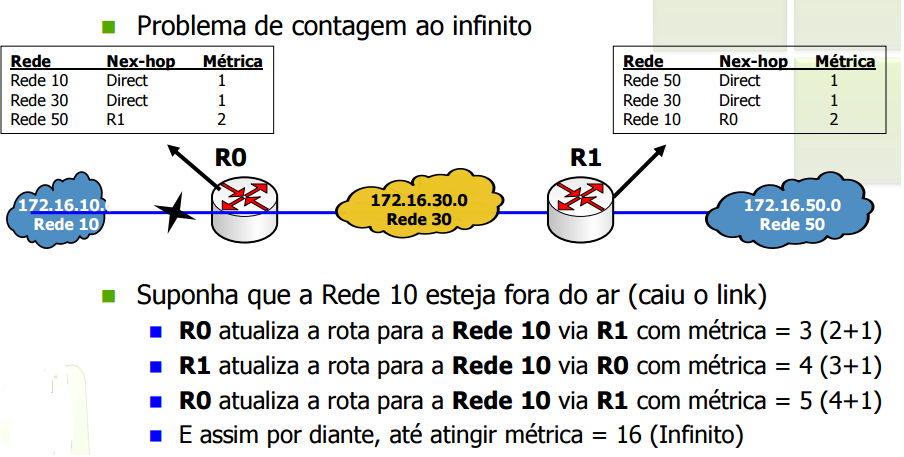 Problema de contagem ao infinito
Rede Nex-hop Métrica
Rede 10 Direct 1
Rede 30 Direct 1
Rede 50 R1 2
Rede Nex-hop Métrica
Rede 50 Direct 1
Rede 30 Direct 1
Rede 10 R0 2
R0
R1
172.16.10.0
Rede 10
172.16.30.0
Rede 30
172.16.50.0
Rede 50
Suponha que a Rede 10 esteja fora do ar (caiu o link)
R0 atualiza a rota para a Rede 10 via R1 com métrica = 3 (2+1)
R1 atualiza a rota para a Rede 10 via R0 com métrica = 4 (3+1)
R0 atualiza a rota para a Rede 10 via R1 com métrica = 5 (4+1)
E assim por diante, até atingir métrica = 16 (Infinito)